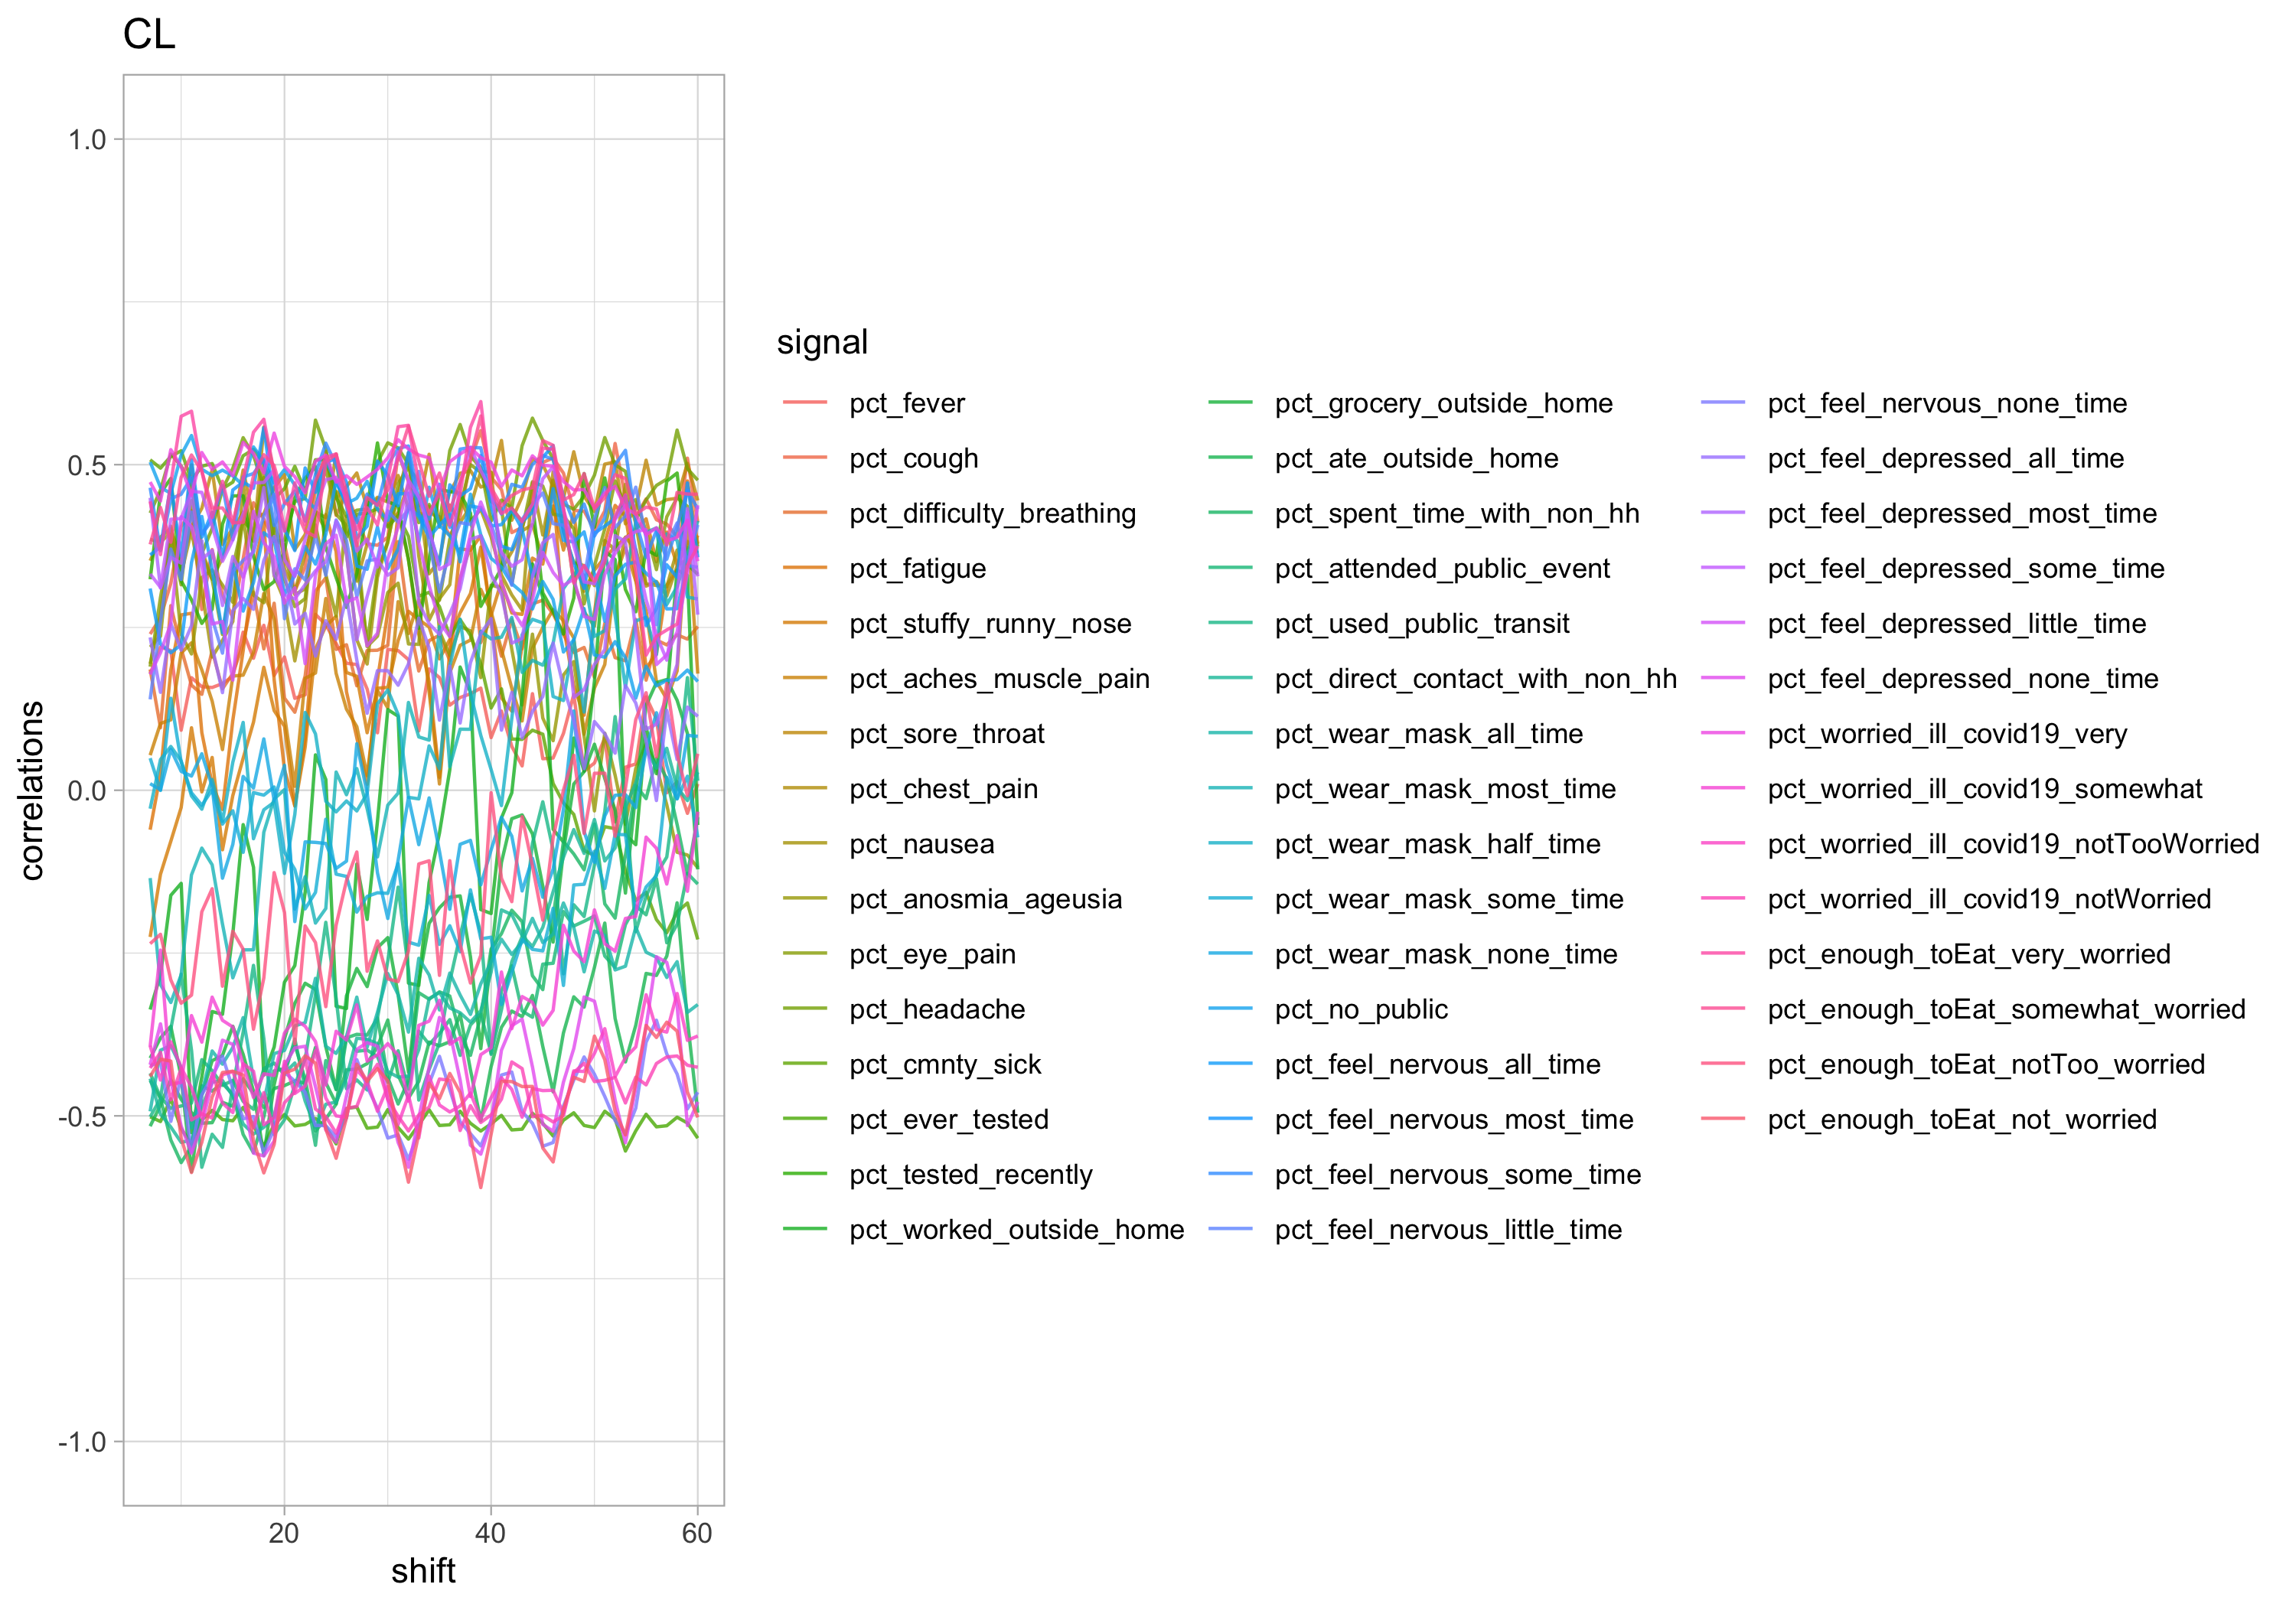 CL
1.0
0.5
0.0
-0.5
-1.0
correlations
20
40
60
shift
signal
pct_fever
pct_cough
pct_difficulty_breathing
pct_fatigue
pct_stuffy_runny_nose
pct_aches_muscle_pain
pct_sore_throat
pct_chest_pain
pct_nausea
pct_anosmia_ageusia
pct_eye_pain
pct_headache
pct_cmnty_sick
pct_ever_tested
pct_tested_recently
pct_worked_outside_home
pct_grocery_outside_home
pct_ate_outside_home
pct_spent_time_with_non_hh
pct_attended_public_event
pct_used_public_transit
pct_direct_contact_with_non_hh
pct_wear_mask_all_time
pct_wear_mask_most_time
pct_wear_mask_half_time
pct_wear_mask_some_time
pct_wear_mask_none_time
pct_no_public
pct_feel_nervous_all_time
pct_feel_nervous_most_time
pct_feel_nervous_some_time
pct_feel_nervous_little_time
pct_feel_nervous_none_time
pct_feel_depressed_all_time
pct_feel_depressed_most_time
pct_feel_depressed_some_time
pct_feel_depressed_little_time
pct_feel_depressed_none_time
pct_worried_ill_covid19_very
pct_worried_ill_covid19_somewhat
pct_worried_ill_covid19_notTooWorried
pct_worried_ill_covid19_notWorried
pct_enough_toEat_very_worried
pct_enough_toEat_somewhat_worried
pct_enough_toEat_notToo_worried
pct_enough_toEat_not_worried